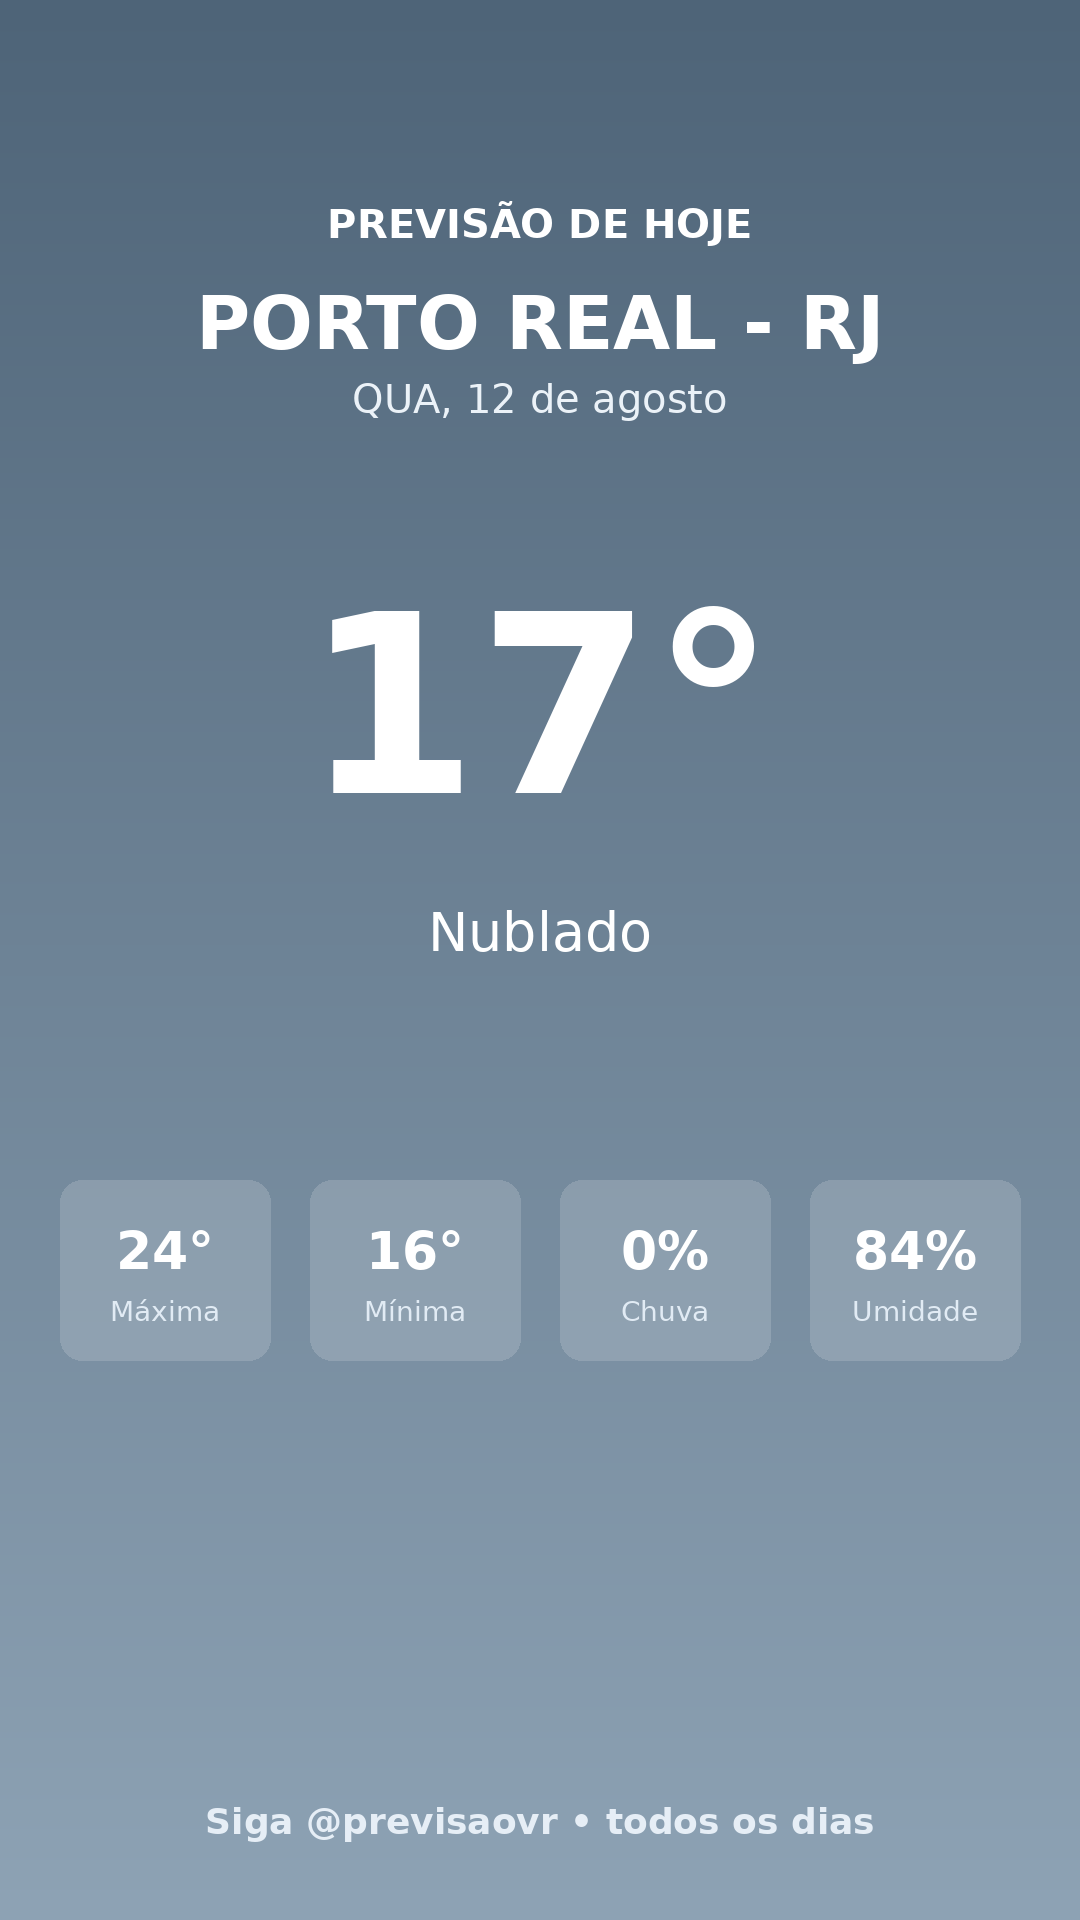 PREVISÃO DE HOJE
PORTO REAL - RJ
QUA, 12 de agosto
17°
Nublado
24° 16° 0% 84%
Máxima Mínima Chuva Umidade
Siga @previsaovr • todos os dias